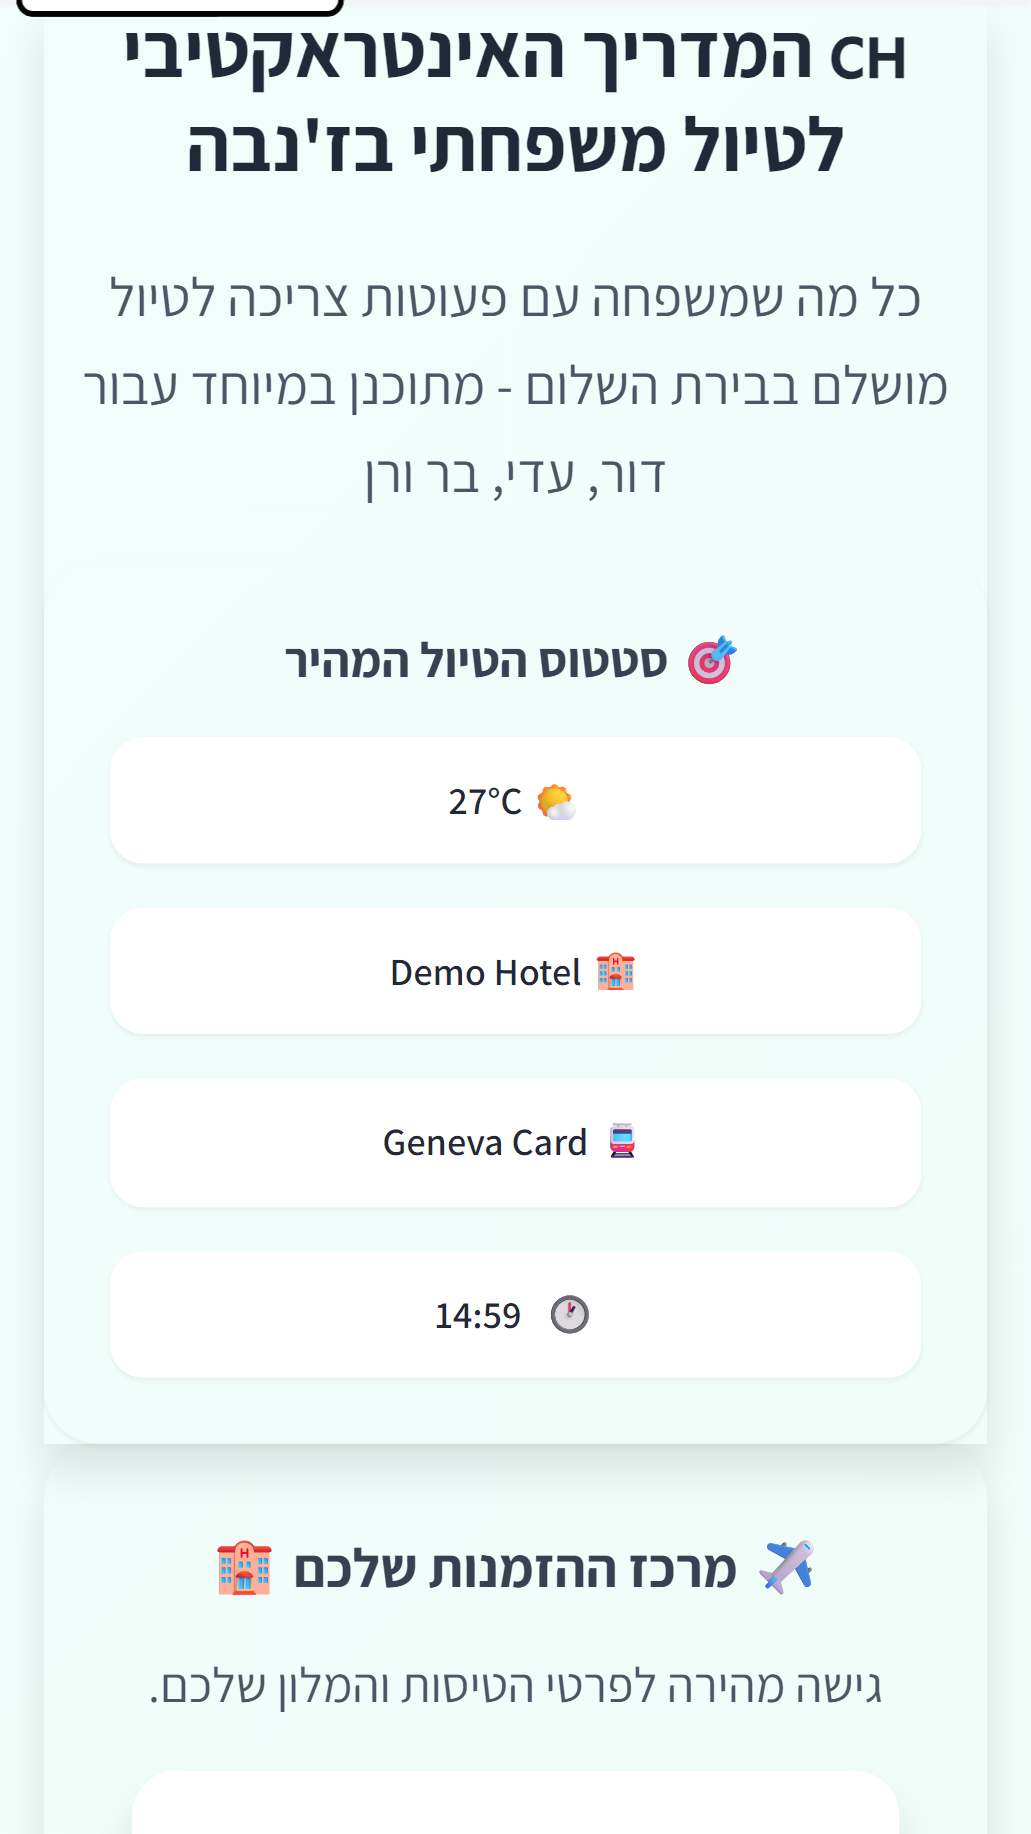 CH המדריך האינטראקטיבי
לטיול משפחתי בז'נבה
כל מה שמשפחה עם פעוטות צריכה לטיול
מושלם בבירת השלום - מתוכנן במיוחד עבור
דור, עדי, בר ורן
🎯 סטטוס הטיול המהיר
🌤️ 27°C
🏨 Demo Hotel
🚊 Geneva Card
🕐 14:59
✈️ מרכז ההזמנות שלכם 🏨
גישה מהירה לפרטי הטיסות והמלון שלכם.